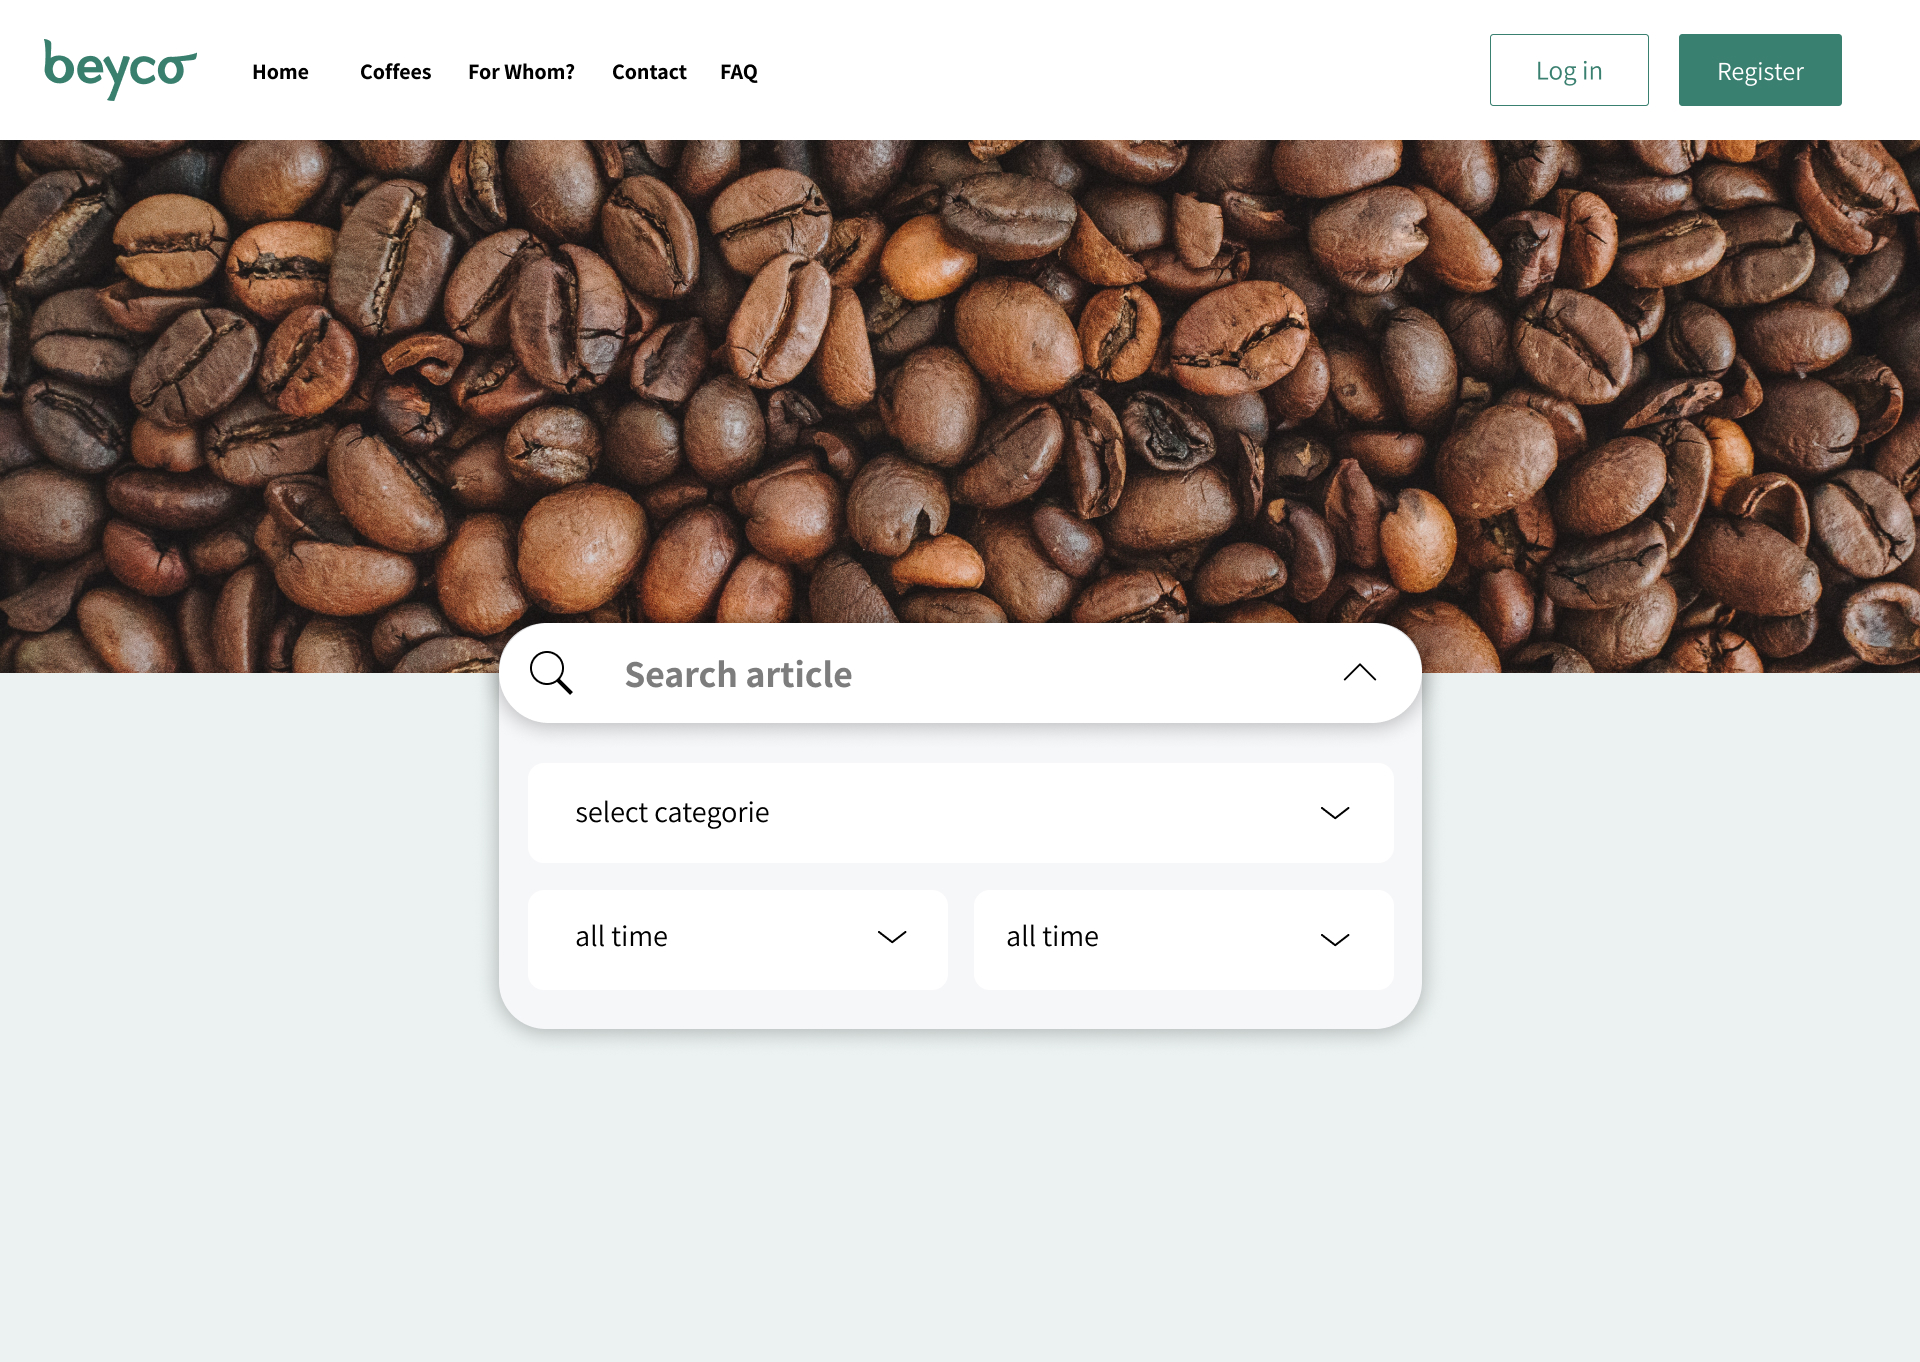 beyco
Home
Coffees
For Whom?
Contact
FAQ
Log in
Register
Search article
select categorie
all time
all time